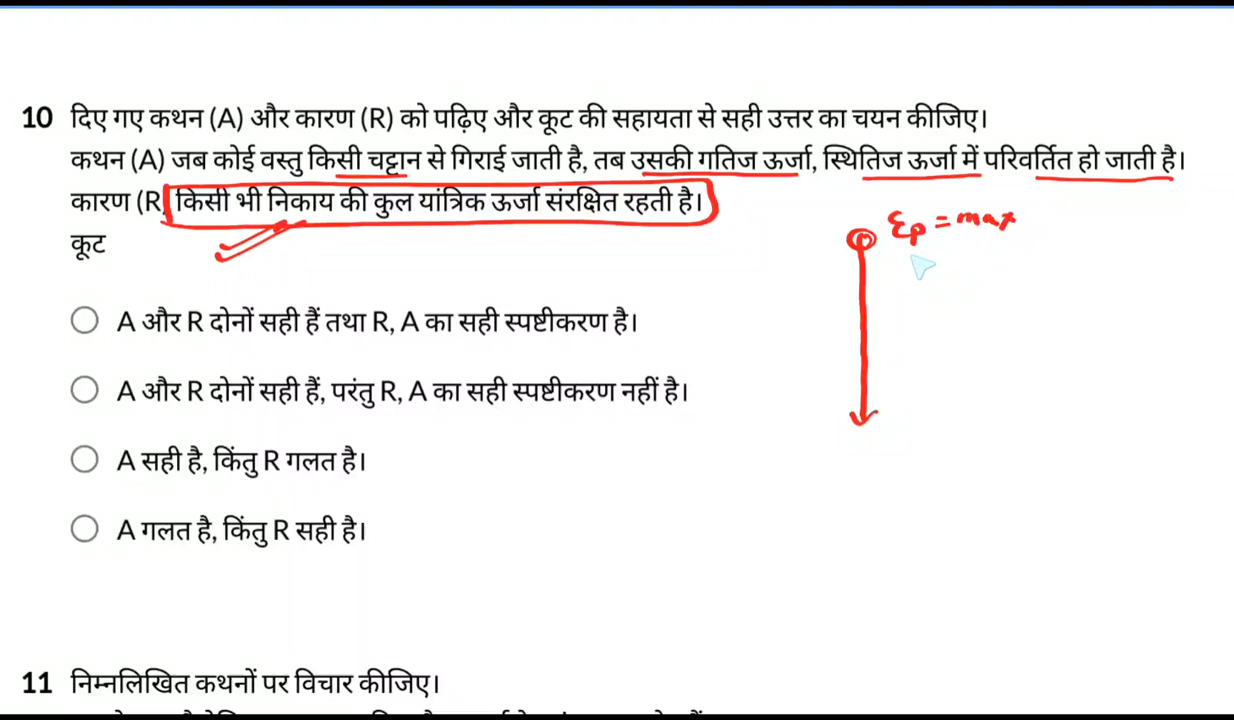 10 दिए गए कथन (A) और कारण (R) को पढ़िए और कूट की सहायता से सही उत्तर का चयन कीजिए।
कथन (A) जब कोई वस्तु किसी चट्टान से गिराई जाती है, तब उसकी गतिज ऊर्जा, स्थितिज ऊर्जा में परिवर्तित हो जाती है।
कारण (R) किसी भी निकाय की कुल यांत्रिक ऊर्जा संरक्षित रहती है।
Ep = max
कूट
A और R दोनों सही हैं तथा R, A का सही स्पष्टीकरण है।
A और R दोनों सही हैं, परंतु R, A का सही स्पष्टीकरण नहीं है।
A सही है, किंतु R गलत है।
A गलत है, किंतु R सही है।
11 निम्नलिखित कथनों पर विचार कीजिए।